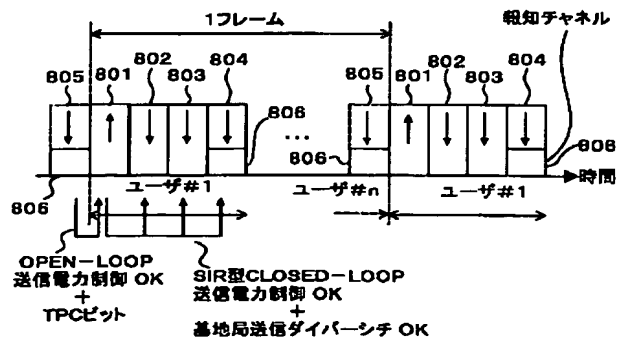 1フレーム
報知チャネル
805 801 802 803 804 805 801 802 803 804
806 ... 806 806
806 ユーザ#1 ユーザ#n ユーザ#1 時間
OPEN-LOOP
送信電力制御 OK
+
TPCビット
SIR型CLOSED-LOOP
送信電力制御 OK
+
基地局送信ダイバーシチ OK